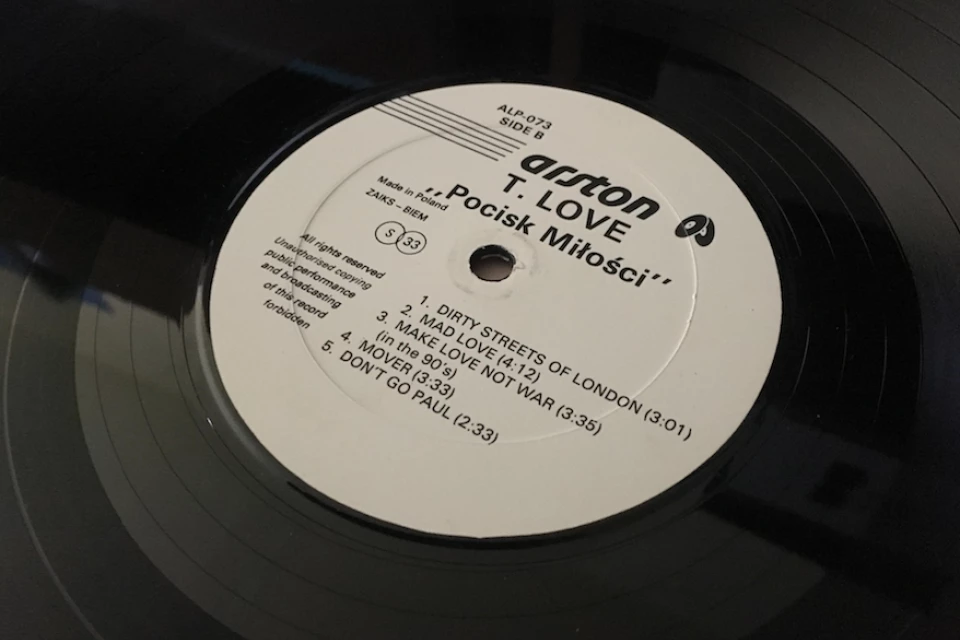 ALP-073
SIDE B
arston
T. LOVE
,,Pocisk Miłości”
Made in Poland
ZAIKS – BIEM
S 33
All rights reserved
Unauthorised copying
public performance
and broadcasting
of this record
forbidden
1. DIRTY STREETS OF LONDON (3:01)
2. MAD LOVE (4:12)
3. MAKE LOVE NOT WAR (3:35)
(in the 90's)
4. MOVER (3:33)
5. DON'T GO PAUL (2:33)